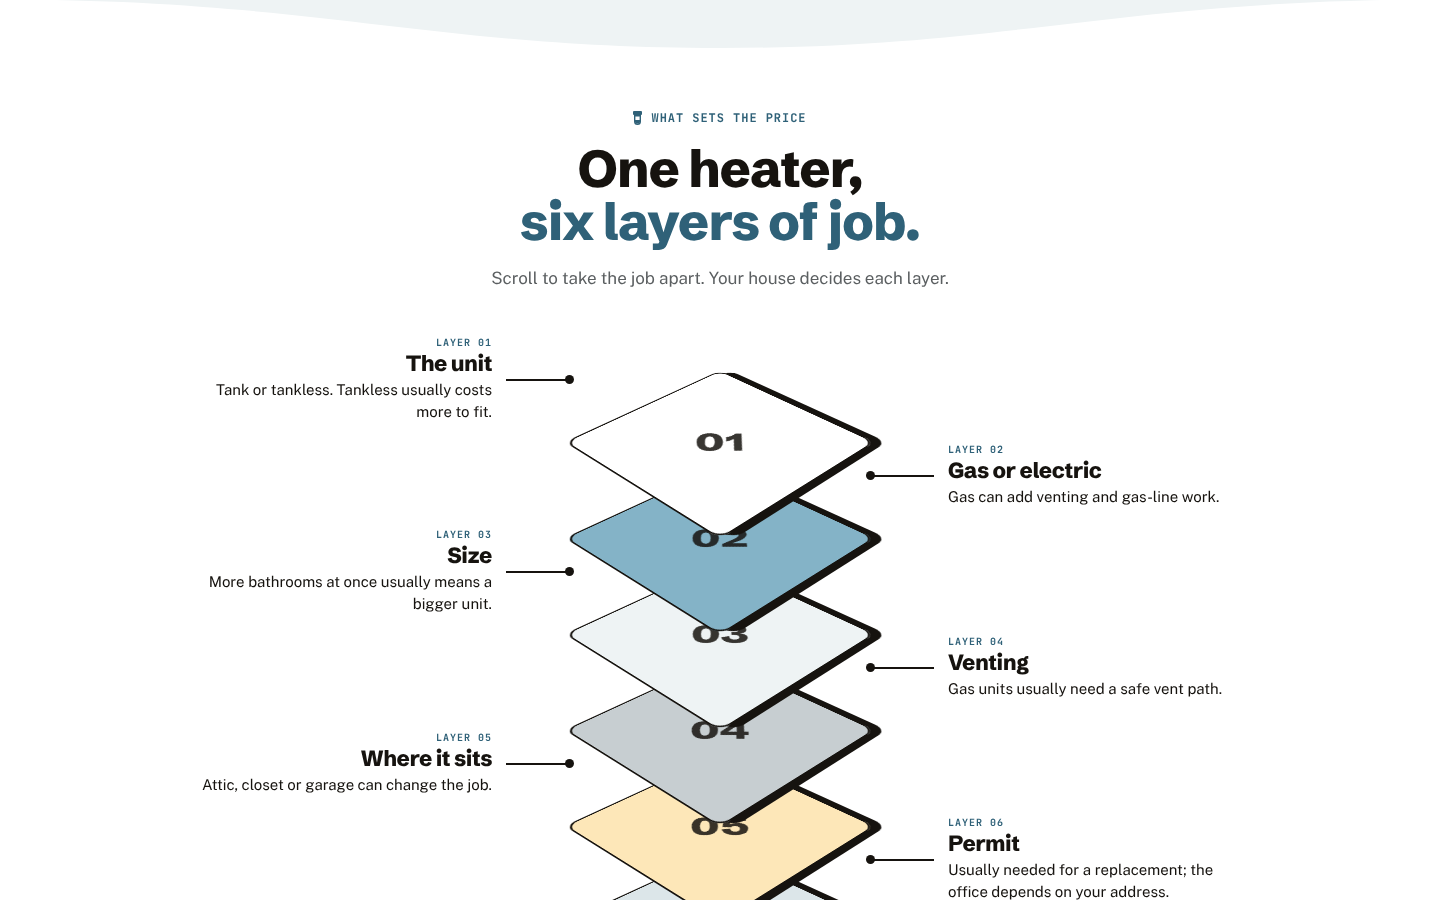 WHAT SETS THE PRICE
One heater,
six layers of job.
Scroll to take the job apart. Your house decides each layer.
LAYER 01
The unit
Tank or tankless. Tankless usually costs
more to fit.
01
LAYER 02
Gas or electric
Gas can add venting and gas-line work.
02
LAYER 03
Size
More bathrooms at once usually means a
bigger unit.
03
LAYER 04
Venting
Gas units usually need a safe vent path.
04
LAYER 05
Where it sits
Attic, closet or garage can change the job.
05
LAYER 06
Permit
Usually needed for a replacement; the
office depends on your address.